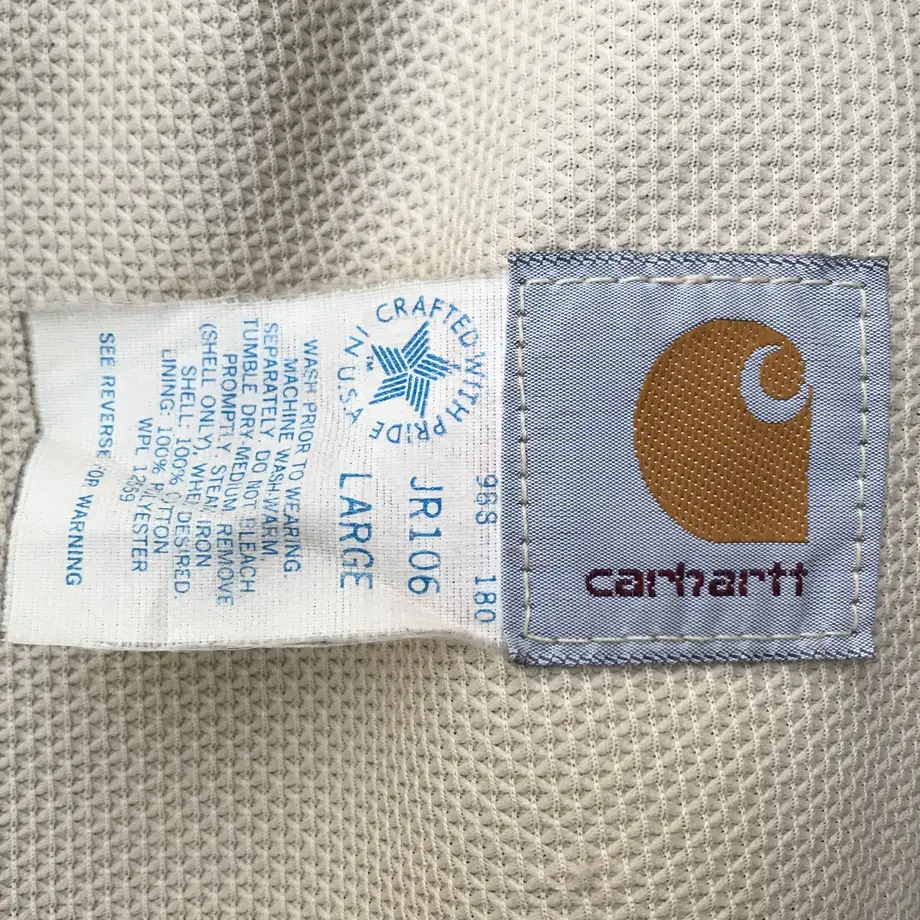 CRAFTED WITH PRIDE
IN U.S.A
™
988 180
JR106
LARGE
WASH PRIOR TO WEARING.
MACHINE WASH-WARM
SEPARATELY. DO NOT
TUMBLE DRY-MEDIUM. REMOVE
PROMPTLY. STEAM IRON
(SHELL ONLY) WHEN DESIRED.
SHELL: 100% COTTON
LINING: 100% POLYESTER
WPL 1259
SEE REVERSE FOR WARNING
carhartt